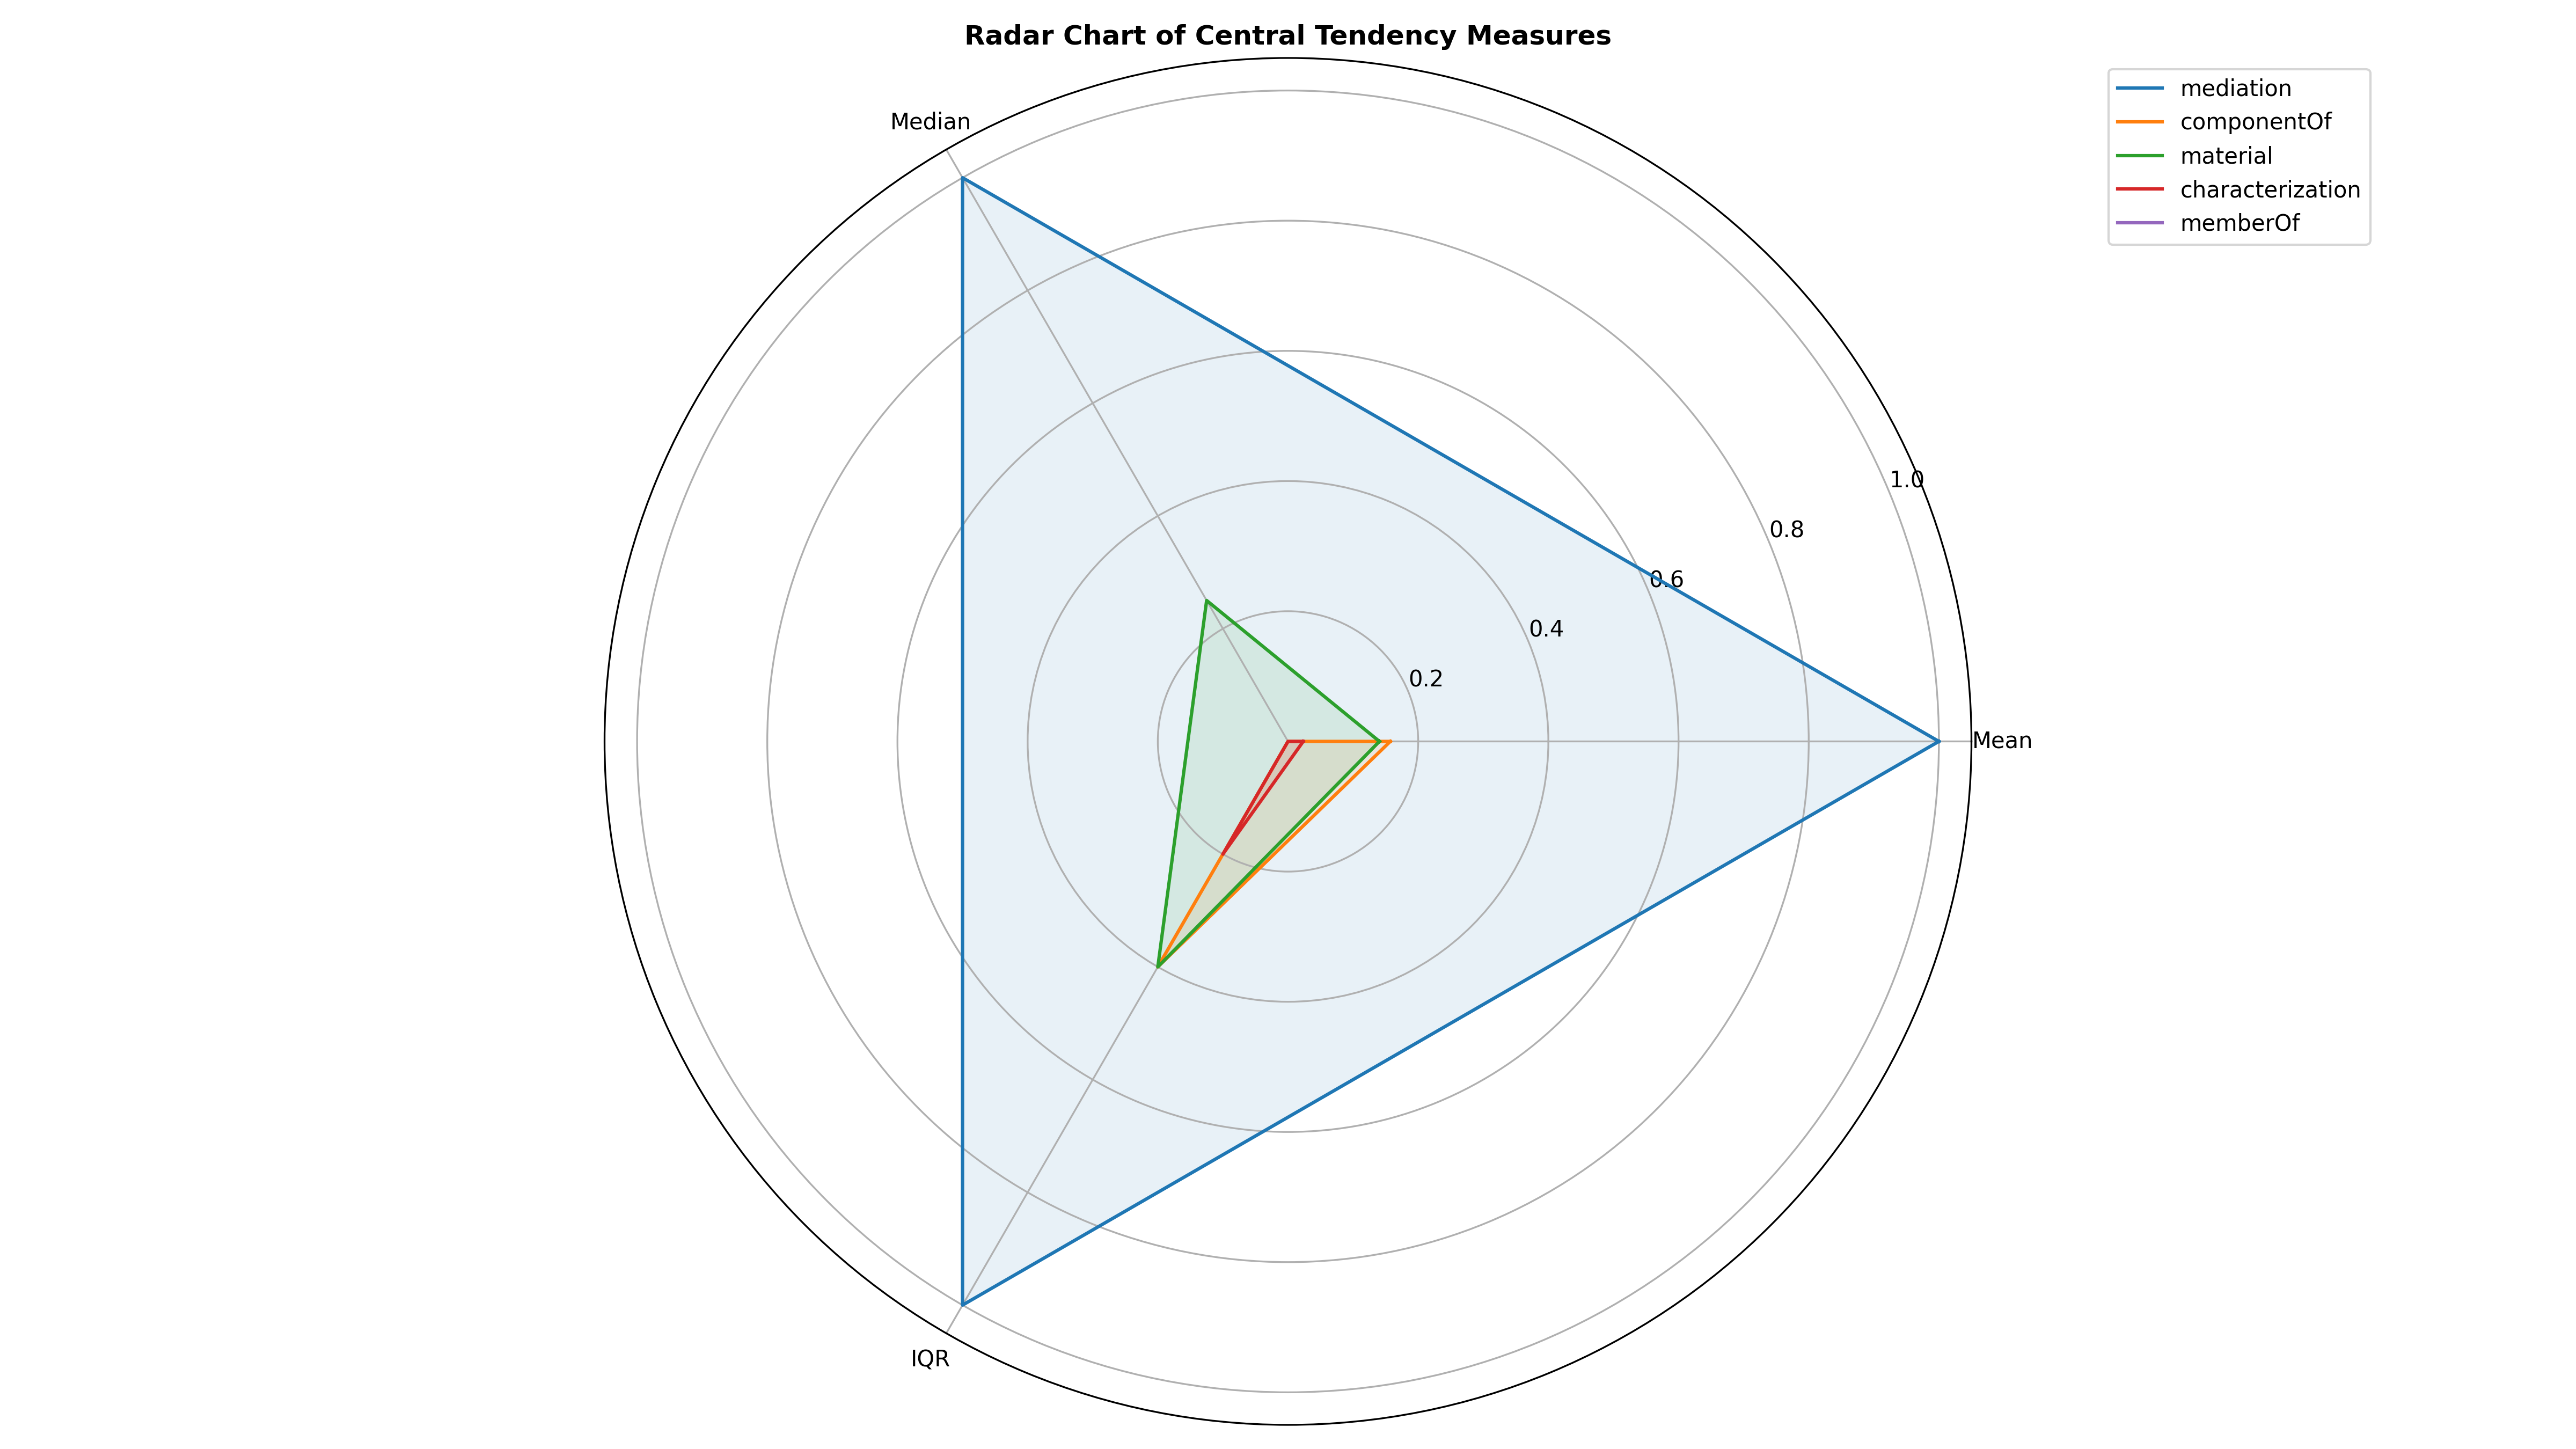 Radar Chart of Central Tendency Measures
mediation
componentOf
material
characterization
memberOf
Median
1.0
0.8
0.6
0.4
0.2
Mean
IQR